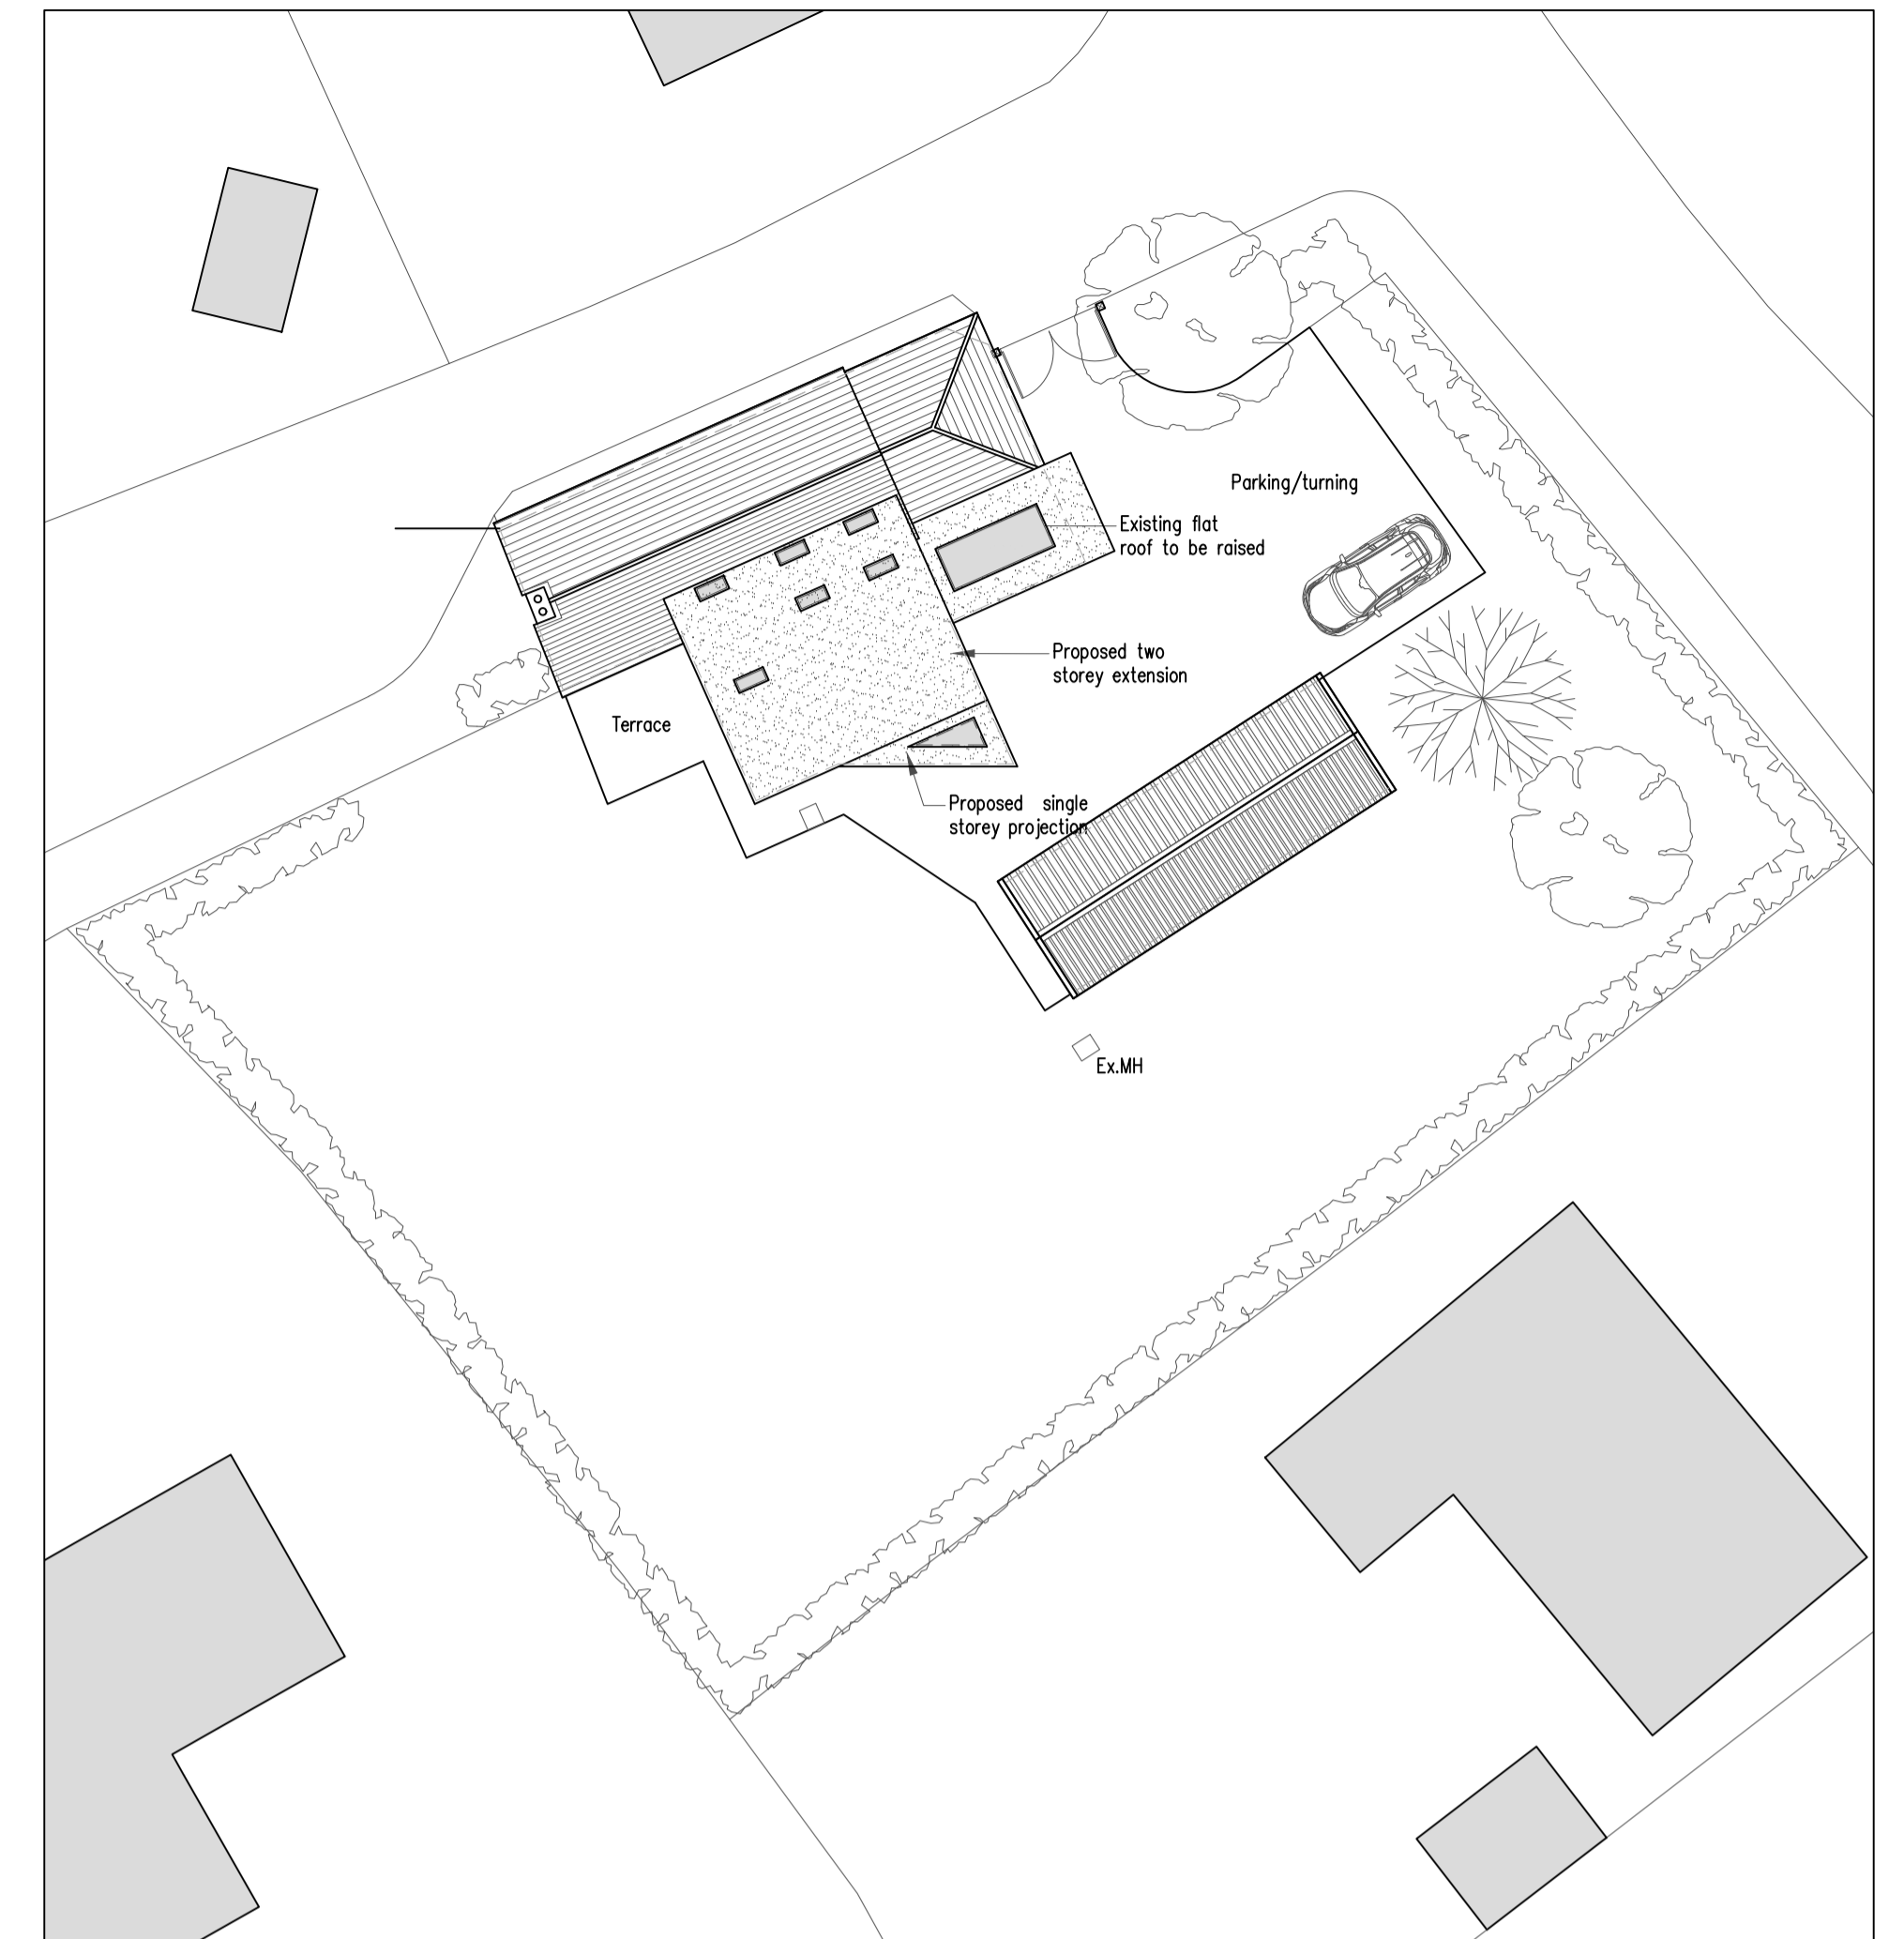 Parking/turning
Existing flat
roof to be raised
Proposed two
storey extension
Terrace
Proposed single
storey projection
Ex.MH